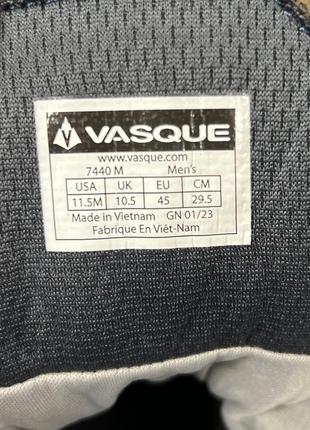 VASQUE
www.vasque.com
7440 M Men's
USA UK EU CM
11.5M 10.5 45 29.5
Made in Vietnam GN 01/23
Fabrique En Viêt-Nam